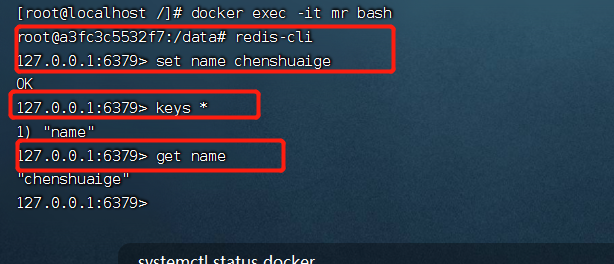 [root@localhost /]# docker exec -it mr bash
root@a3fc3c5532f7:/data# redis-cli
127.0.0.1:6379> set name chenshuaige
OK
127.0.0.1:6379> keys *
1) "name"
127.0.0.1:6379> get name
"chenshuaige"
127.0.0.1:6379>
systemctl status docker